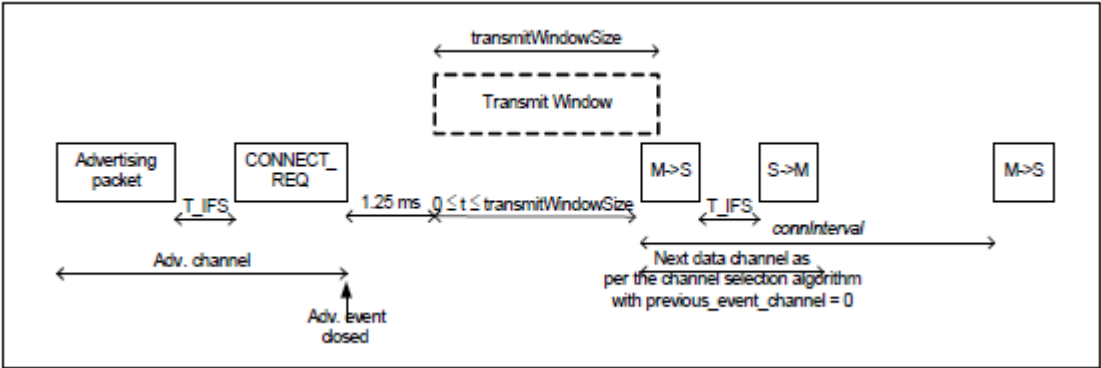 transmitWindowSize
Transmit Window
Advertising
packet
CONNECT_
REQ
M->S
S->M
M->S
T_IFS
1.25 ms
0 ≤ t ≤ transmitWindowSize
T_IFS
connInterval
Adv. channel
Next data channel as
per the channel selection algorithm
with previous_event_channel = 0
Adv. event
closed